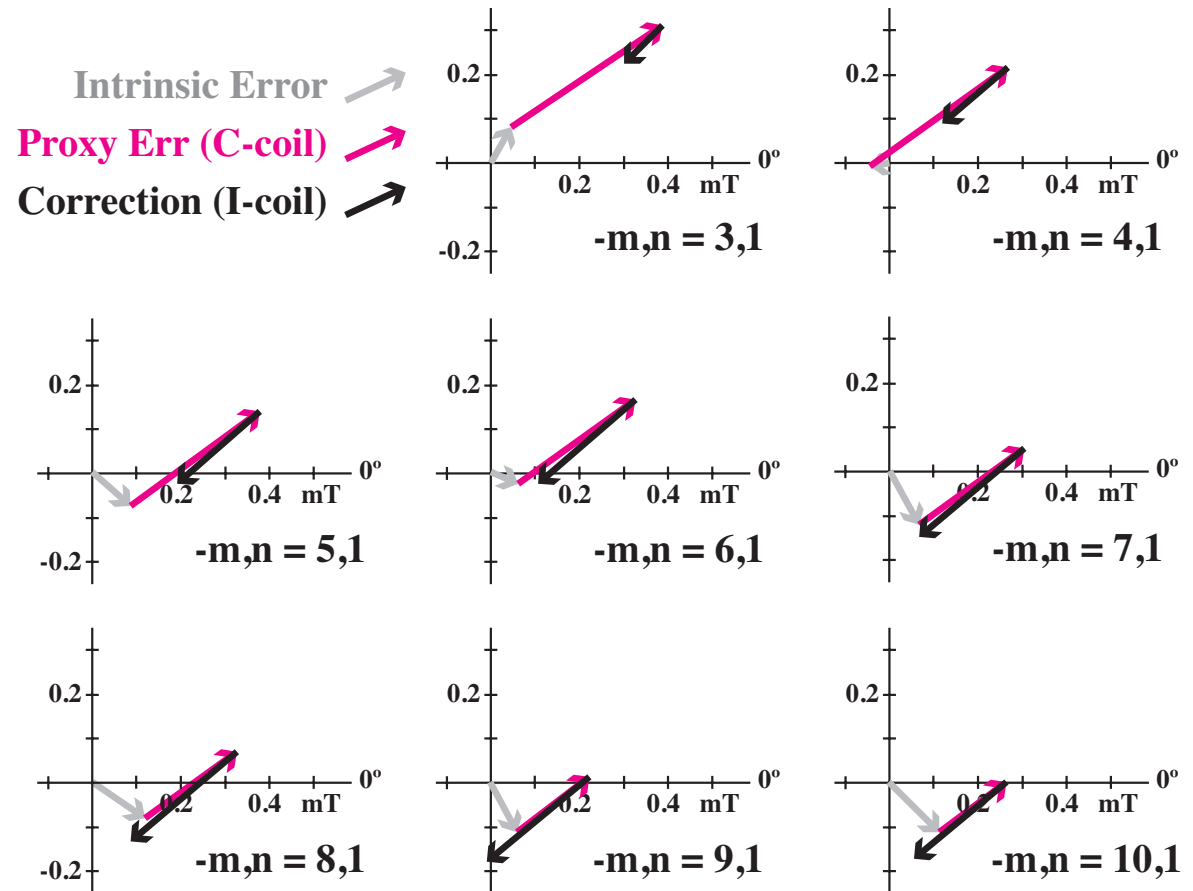 Intrinsic Error
Proxy Err (C-coil)
Correction (I-coil)
0.2
-0.2
0.2 0.4 mT
0º
-m,n = 3,1
0.2
0.2 0.4 mT
0º
-m,n = 4,1
0.2
-0.2
0.2 0.4 mT
0º
-m,n = 5,1
0.2
0.2 0.4 mT
0º
-m,n = 6,1
0.2
0.2 0.4 mT
0º
-m,n = 7,1
0.2
-0.2
0.2 0.4 mT
0º
-m,n = 8,1
0.2
0.2 0.4 mT
0º
-m,n = 9,1
0.2
0.2 0.4 mT
0º
-m,n = 10,1